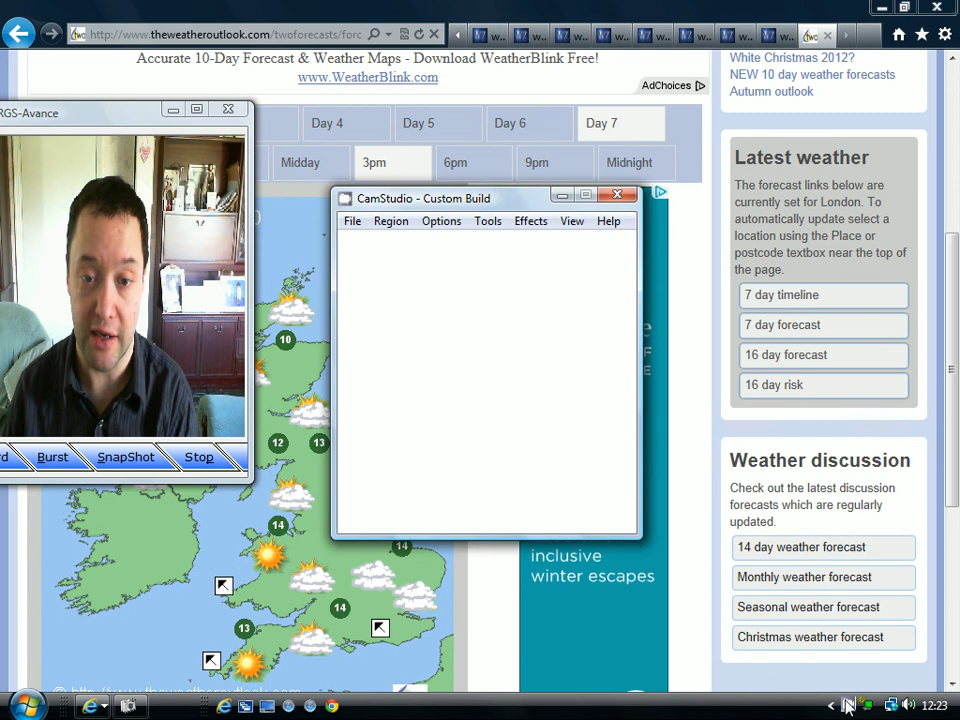 http://www.theweatheroutlook.com/twoforecasts/forc
w...
w...
w...
w...
w...
w...
w...
w...
two
Accurate 10-Day Forecast & Weather Maps - Download WeatherBlink Free!
www.WeatherBlink.com
AdChoices
RGS-Avance
Day 4
Day 5
Day 6
Day 7
Midday
3pm
6pm
9pm
Midnight
CamStudio - Custom Build
File Region Options Tools Effects View Help
10
12
13
14
14
14
13
Burst
SnapShot
Stop
inclusive
winter escapes
White Christmas 2012?
NEW 10 day weather forecasts
Autumn outlook
Latest weather
The forecast links below are
currently set for London. To
automatically update select a
location using the Place or
postcode textbox near the top of
the page.
7 day timeline
7 day forecast
16 day forecast
16 day risk
Weather discussion
Check out the latest discussion
forecasts which are regularly
updated.
14 day weather forecast
Monthly weather forecast
Seasonal weather forecast
Christmas weather forecast
12:23